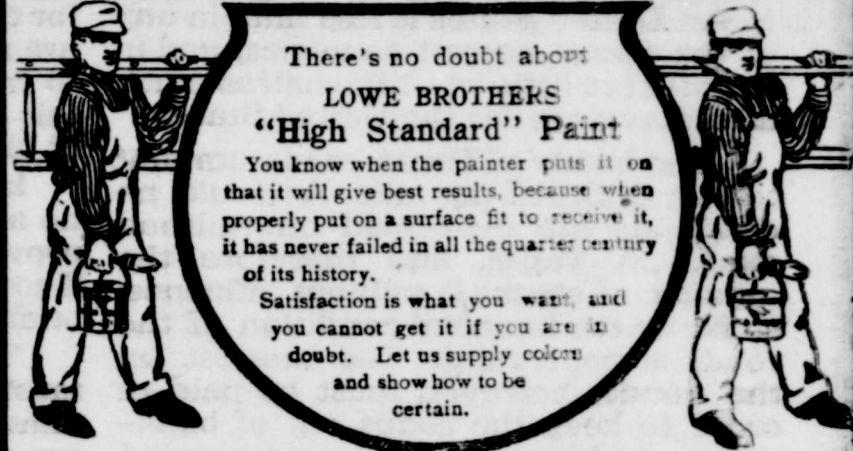 There's no doubt about
LOWE BROTHERS
“High Standard” Paint
You know when the painter puts it on
that it will give best results, because when
properly put on a surface fit to receive it,
it has never failed in all the quarter century
of its history.
Satisfaction is what you want, and
you cannot get it if you are in
doubt. Let us supply colors
and show how to be
certain.